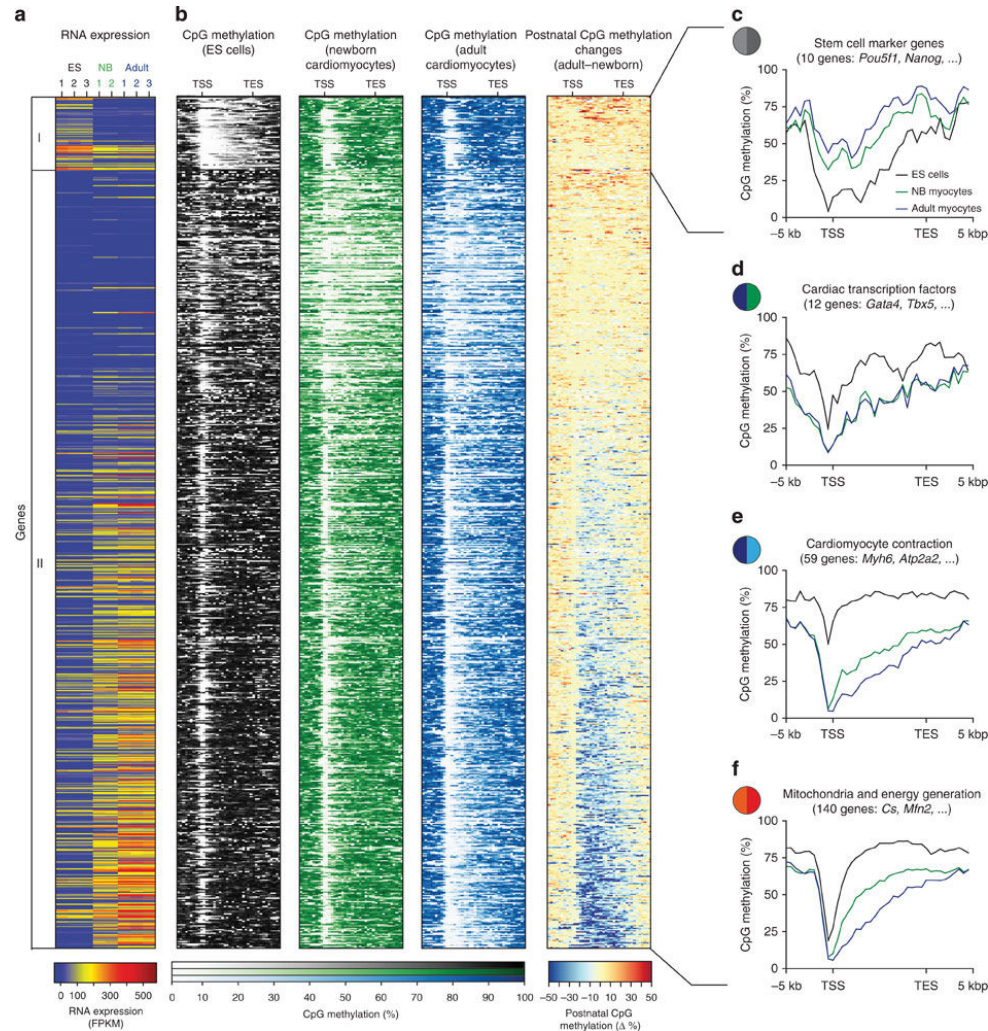 a
RNA expression
ES NB Adult
1 2 3 1 2 1 2 3
Genes
I
II
0 100 300 500
RNA expression
(FPKM)
b
CpG methylation
(ES cells)
TSS TES
CpG methylation
(newborn
cardiomyocytes)
TSS TES
CpG methylation
(adult
cardiomyocytes)
TSS TES
Postnatal CpG methylation
changes
(adult–newborn)
TSS TES
0 10 20 40 60 80 100
CpG methylation (%)
−50 −30 −10 10 30 50
Postnatal CpG
methylation (Δ %)
c
Stem cell marker genes
(10 genes: Pou5f1, Nanog, ...)
CpG methylation (%)
100
75
50
25
0
ES cells
NB myocytes
Adult myocytes
−5 kb TSS TES 5 kbp
d
Cardiac transcription factors
(12 genes: Gata4, Tbx5, ...)
CpG methylation (%)
100
75
50
25
0
−5 kb TSS TES 5 kbp
e
Cardiomyocyte contraction
(59 genes: Myh6, Atp2a2, ...)
CpG methylation (%)
100
75
50
25
0
−5 kb TSS TES 5 kbp
f
Mitochondria and energy generation
(140 genes: Cs, Mfn2, ...)
CpG methylation (%)
100
75
50
25
0
−5 kb TSS TES 5 kbp